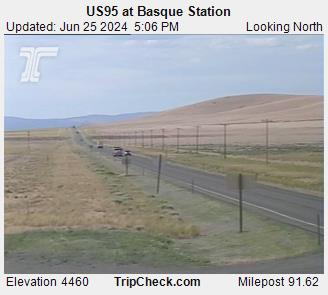 US95 at Basque Station
Updated: Jun 25 2024 5:06 PM Looking North
Elevation 4460 TripCheck.com Milepost 91.62